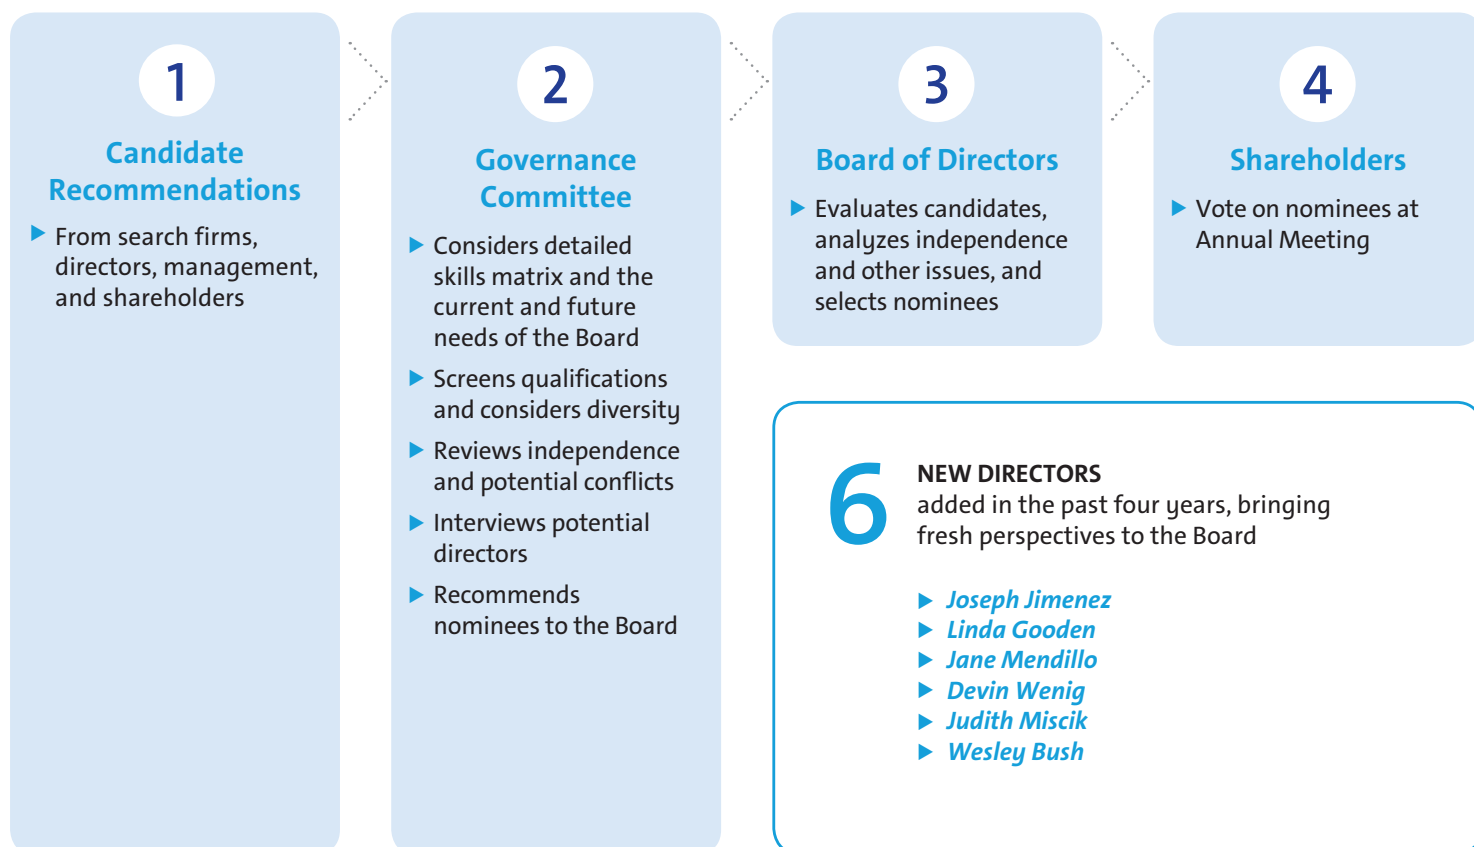 1
Candidate
Recommendations
▶ From search firms,
directors, management,
and shareholders
2
Governance
Committee
▶ Considers detailed
skills matrix and the
current and future
needs of the Board
▶ Screens qualifications
and considers diversity
▶ Reviews independence
and potential conflicts
▶ Interviews potential
directors
▶ Recommends
nominees to the Board
3
Board of Directors
▶ Evaluates candidates,
analyzes independence
and other issues, and
selects nominees
4
Shareholders
▶ Vote on nominees at
Annual Meeting
6
NEW DIRECTORS
added in the past four years, bringing
fresh perspectives to the Board
▶ Joseph Jimenez
▶ Linda Gooden
▶ Jane Mendillo
▶ Devin Wenig
▶ Judith Miscik
▶ Wesley Bush